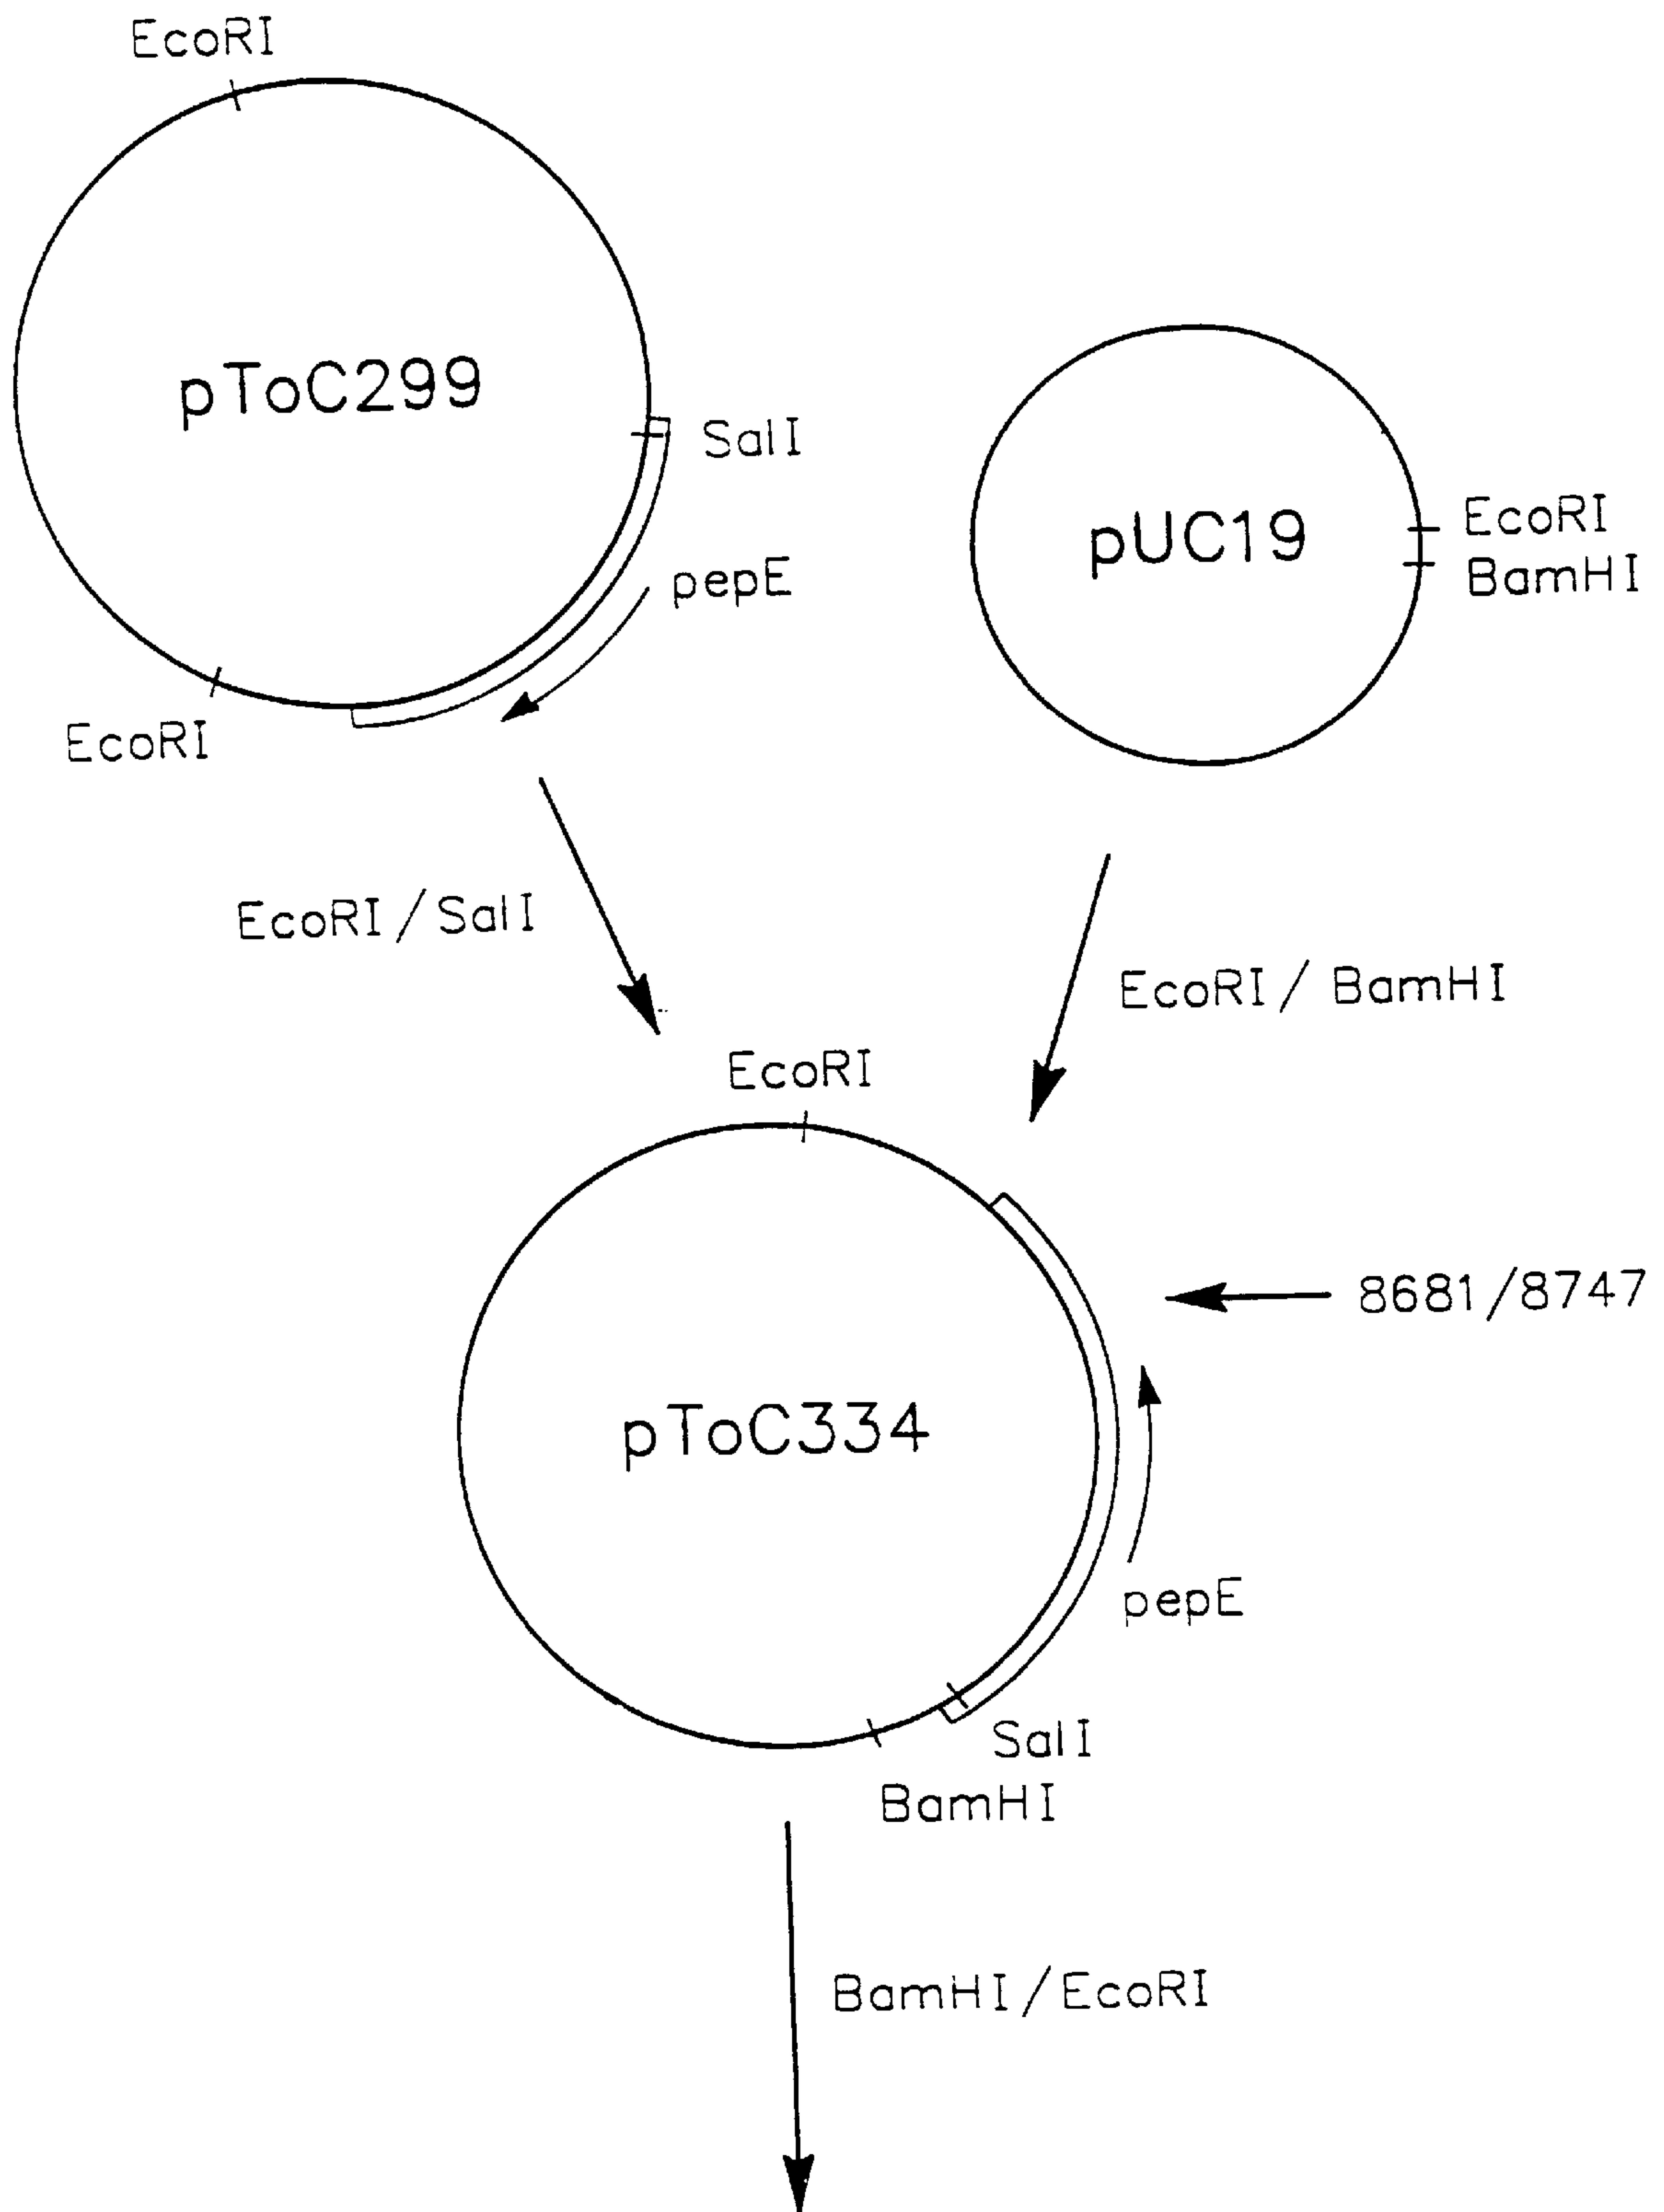 EcoRI
pToC299
SalI
pepE
EcoRI
pUC19
EcoRI
BamHI
EcoRI/SalI
EcoRI/ BamHI
EcoRI
8681/8747
pToC334
pepE
SalI
BamHI
BamHI/EcoRI